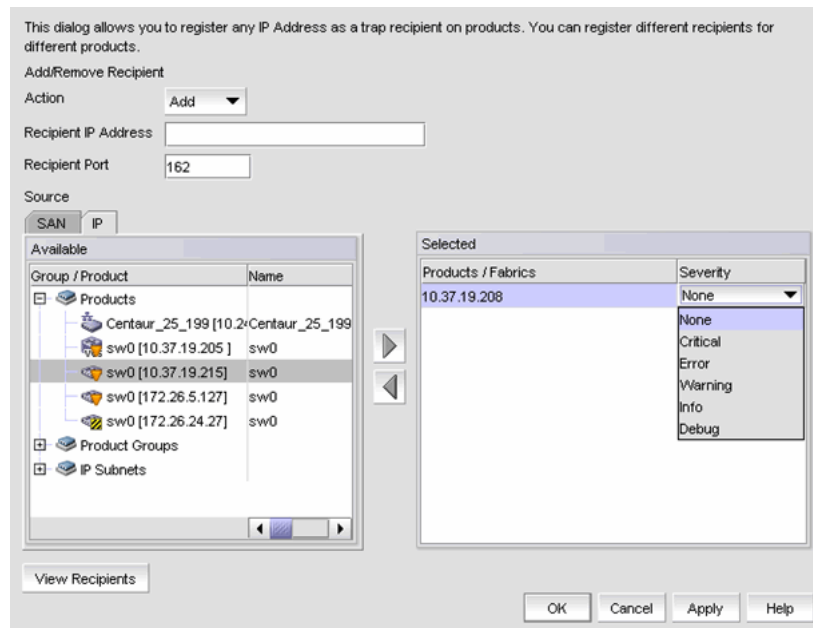 This dialog allows you to register any IP Address as a trap recipient on products. You can register different recipients for
different products.
Add/Remove Recipient
Action
Add
Recipient IP Address
Recipient Port
162
Source
SAN
IP
Available
Group / Product
Name
Products
Centaur_25_199 [10.2
Centaur_25_199
sw0 [10.37.19.205 ]
sw0
sw0 [10.37.19.215]
sw0
sw0 [172.26.5.127]
sw0
sw0 [172.26.24.27]
sw0
Product Groups
IP Subnets
Selected
Products / Fabrics
Severity
10.37.19.208
None
None
Critical
Error
Warning
Info
Debug
View Recipients
OK
Cancel
Apply
Help